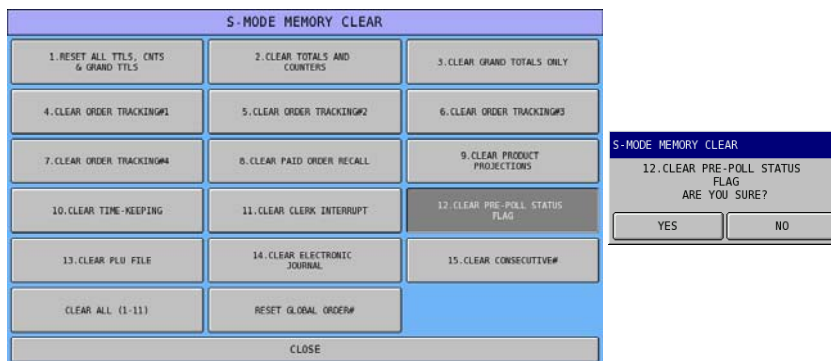 S-MODE MEMORY CLEAR
1.RESET ALL TTLS, CNTS
& GRAND TTLS
2.CLEAR TOTALS AND
COUNTERS
3.CLEAR GRAND TOTALS ONLY
4.CLEAR ORDER TRACKING#1
5.CLEAR ORDER TRACKING#2
6.CLEAR ORDER TRACKING#3
7.CLEAR ORDER TRACKING#4
8.CLEAR PAID ORDER RECALL
9.CLEAR PRODUCT
PROJECTIONS
10.CLEAR TIME-KEEPING
11.CLEAR CLERK INTERRUPT
12.CLEAR PRE-POLL STATUS
FLAG
13.CLEAR PLU FILE
14.CLEAR ELECTRONIC
JOURNAL
15.CLEAR CONSECUTIVE#
CLEAR ALL (1-11)
RESET GLOBAL ORDER#
CLOSE
S-MODE MEMORY CLEAR
12.CLEAR PRE-POLL STATUS
FLAG
ARE YOU SURE?
YES
NO